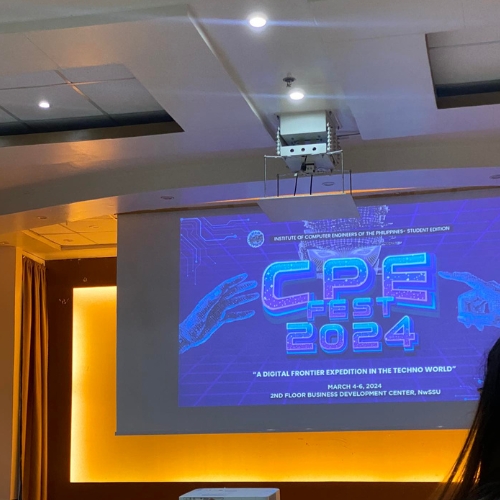 INSTITUTE OF COMPUTER ENGINEERS OF THE PHILIPPINES- STUDENT EDITION
CPE
FEST
2024
"A DIGITAL FRONTIER EXPEDITION IN THE TECHNO WORLD"
MARCH 4-6, 2024
2ND FLOOR BUSINESS DEVELOPMENT CENTER, NwSSU